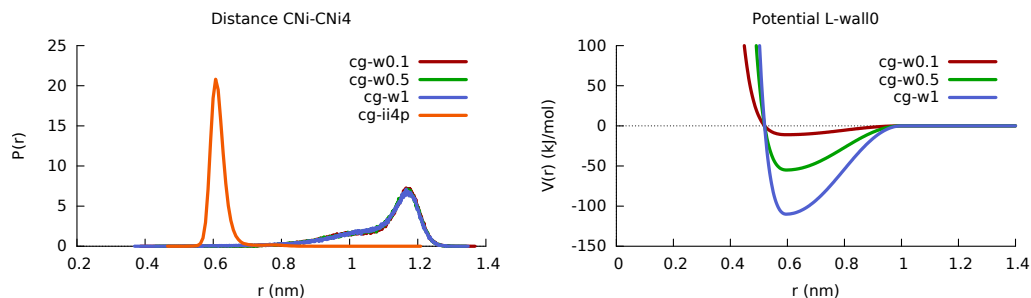 Distance CNi-CNi4
P(r)
25
20
15
10
5
0
cg-w0.1
cg-w0.5
cg-w1
cg-ii4p
0 0.2 0.4 0.6 0.8 1 1.2 1.4
r (nm)
Potential L-wall0
V(r) (kJ/mol)
100
50
0
-50
-100
-150
cg-w0.1
cg-w0.5
cg-w1
0 0.2 0.4 0.6 0.8 1 1.2 1.4
r (nm)